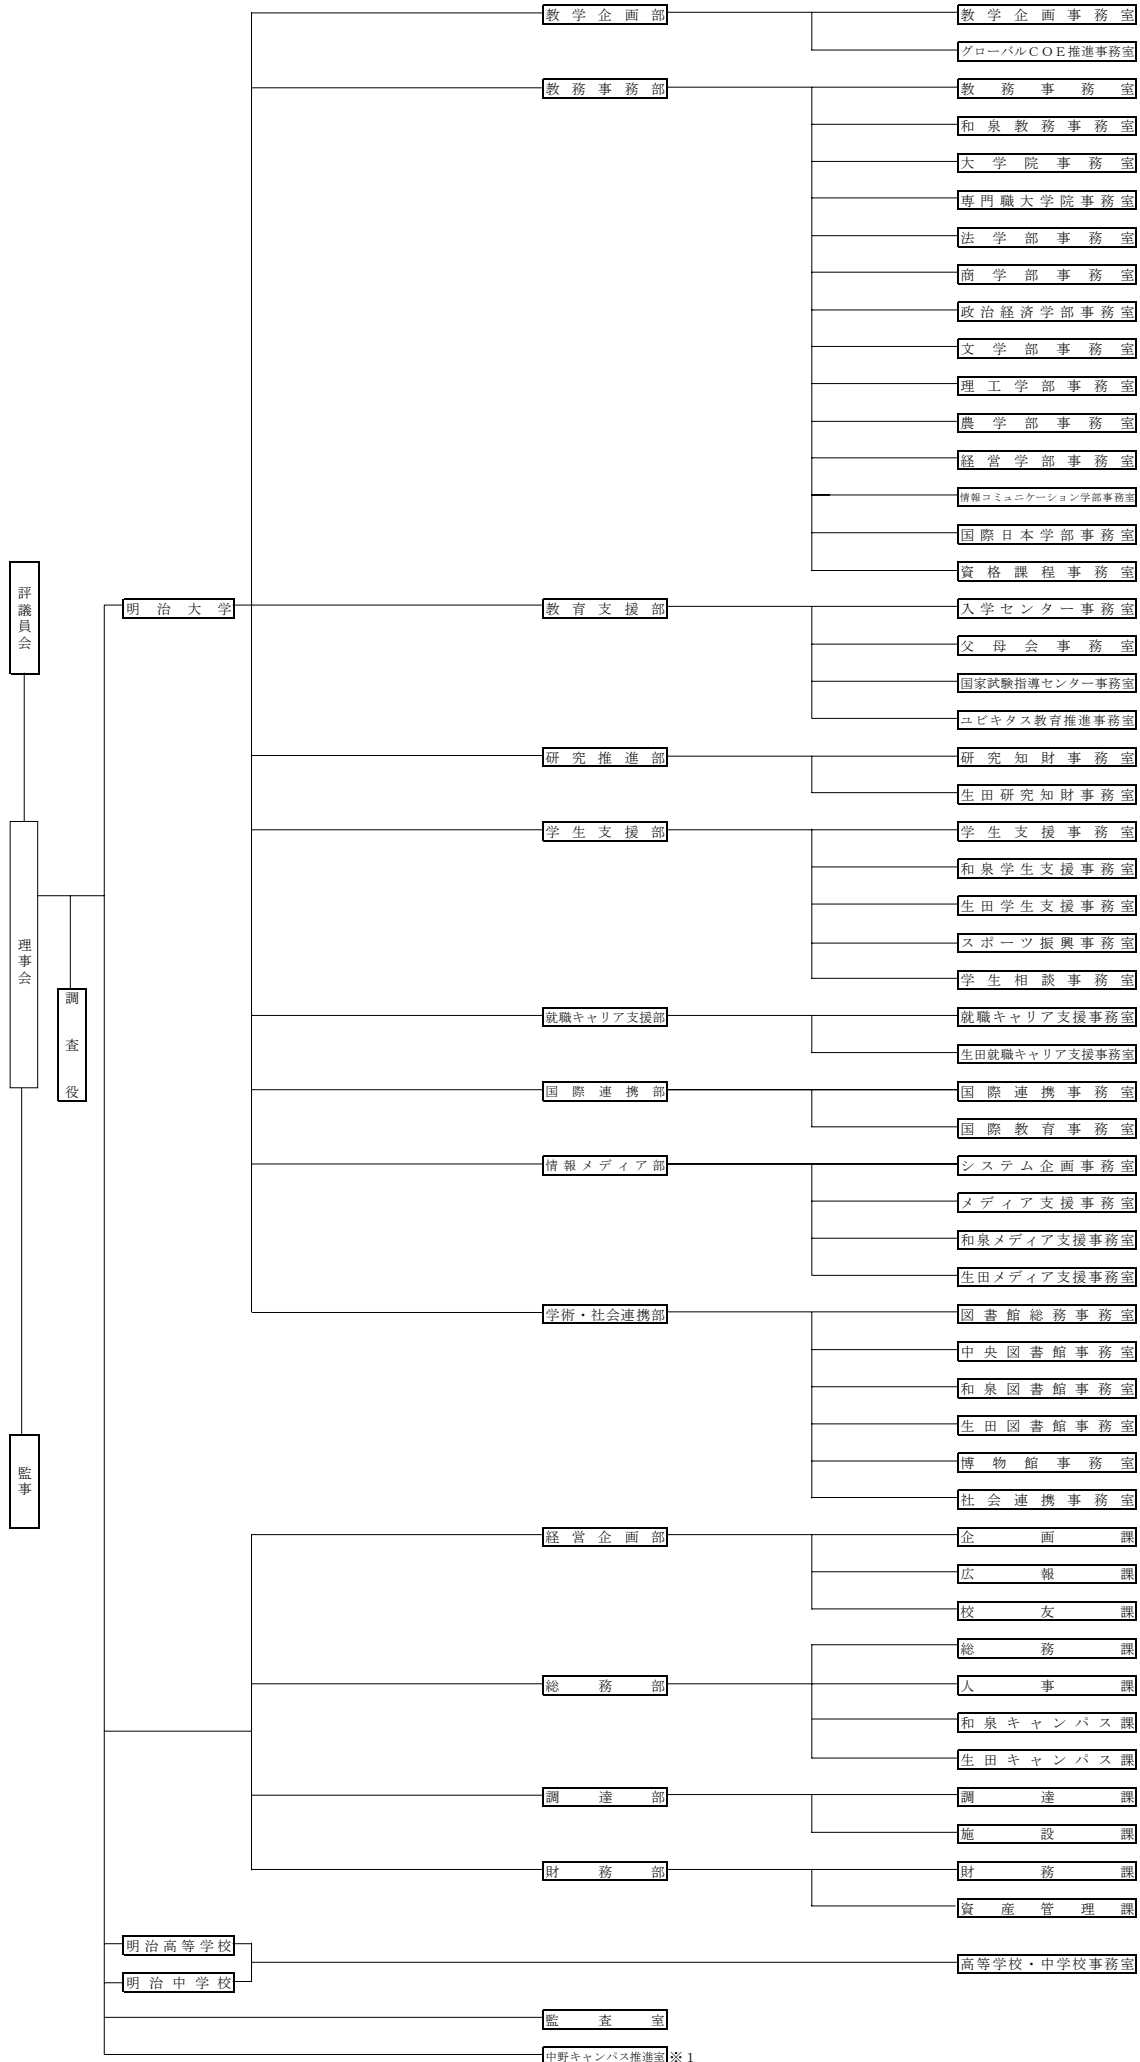 教学企画部
教学企画事務室
グローバルCOE推進事務室
教務事務部
教務事務室
和泉教務事務室
大学院事務室
専門職大学院事務室
法学部事務室
商学部事務室
政治経済学部事務室
文学部事務室
理工学部事務室
農学部事務室
経営学部事務室
情報コミュニケーション学部事務室
国際日本学部事務室
資格課程事務室
評議員会
明治大学
教育支援部
入学センター事務室
父母会事務室
国家試験指導センター事務室
ユビキタス教育推進事務室
研究推進部
研究知財事務室
生田研究知財事務室
学生支援部
学生支援事務室
和泉学生支援事務室
生田学生支援事務室
スポーツ振興事務室
学生相談事務室
理事会
調査役
就職キャリア支援部
就職キャリア支援事務室
生田就職キャリア支援事務室
国際連携部
国際連携事務室
国際教育事務室
情報メディア部
システム企画事務室
メディア支援事務室
和泉メディア支援事務室
生田メディア支援事務室
学術・社会連携部
図書館総務事務室
中央図書館事務室
和泉図書館事務室
生田図書館事務室
博物館事務室
社会連携事務室
監事
経営企画部
企画課
広報課
校友課
総務部
総務課
人事課
和泉キャンパス課
生田キャンパス課
調達部
調達課
施設課
財務部
財務課
資産管理課
明治高等学校
明治中学校
高等学校・中学校事務室
監査室
中野キャンパス推進室※1